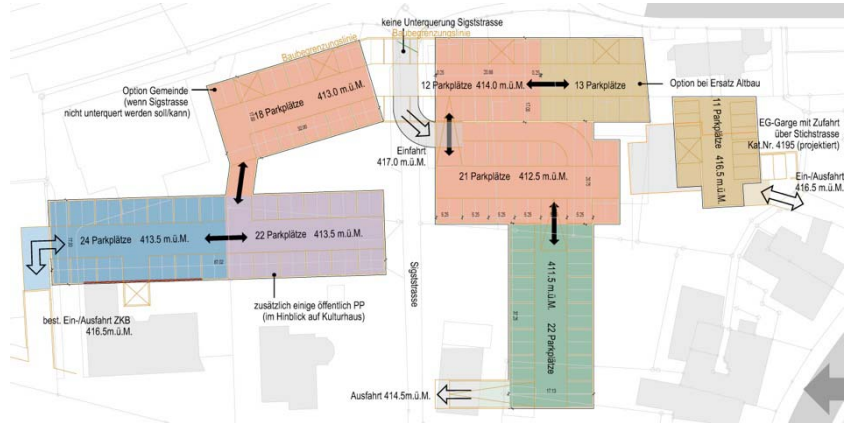 keine Unterquerung Sigststrasse
Baubegrenzungslinie
Baubegrenzungslinie
Option Gemeinde
(wenn Sigstrasse
nicht unterquert werden soll/kann)
18 Parkplätze 413.0 m.ü.M.
12 Parkplätze 414.0 m.ü.M.
13 Parkplätze
Option bei Ersatz Altbau
11 Parkplätze 416.5 m.ü.M.
EG-Garge mit Zufahrt
über Stichstrasse
Kat.Nr. 4195 (projektiert)
Ein-/Ausfahrt
416.5 m.ü.M.
Einfahrt
417.0 m.ü.M.
21 Parkplätze 412.5 m.ü.M.
24 Parkplätze 413.5 m.ü.M.
22 Parkplätze 413.5 m.ü.M.
Sigststrasse
411.5 m.ü.M.
22 Parkplätze
zusätzlich einige öffentlich PP
(im Hinblick auf Kulturhaus)
best. Ein-/Ausfahrt ZKB
416.5m.ü.M.
Ausfahrt 414.5m.ü.M.